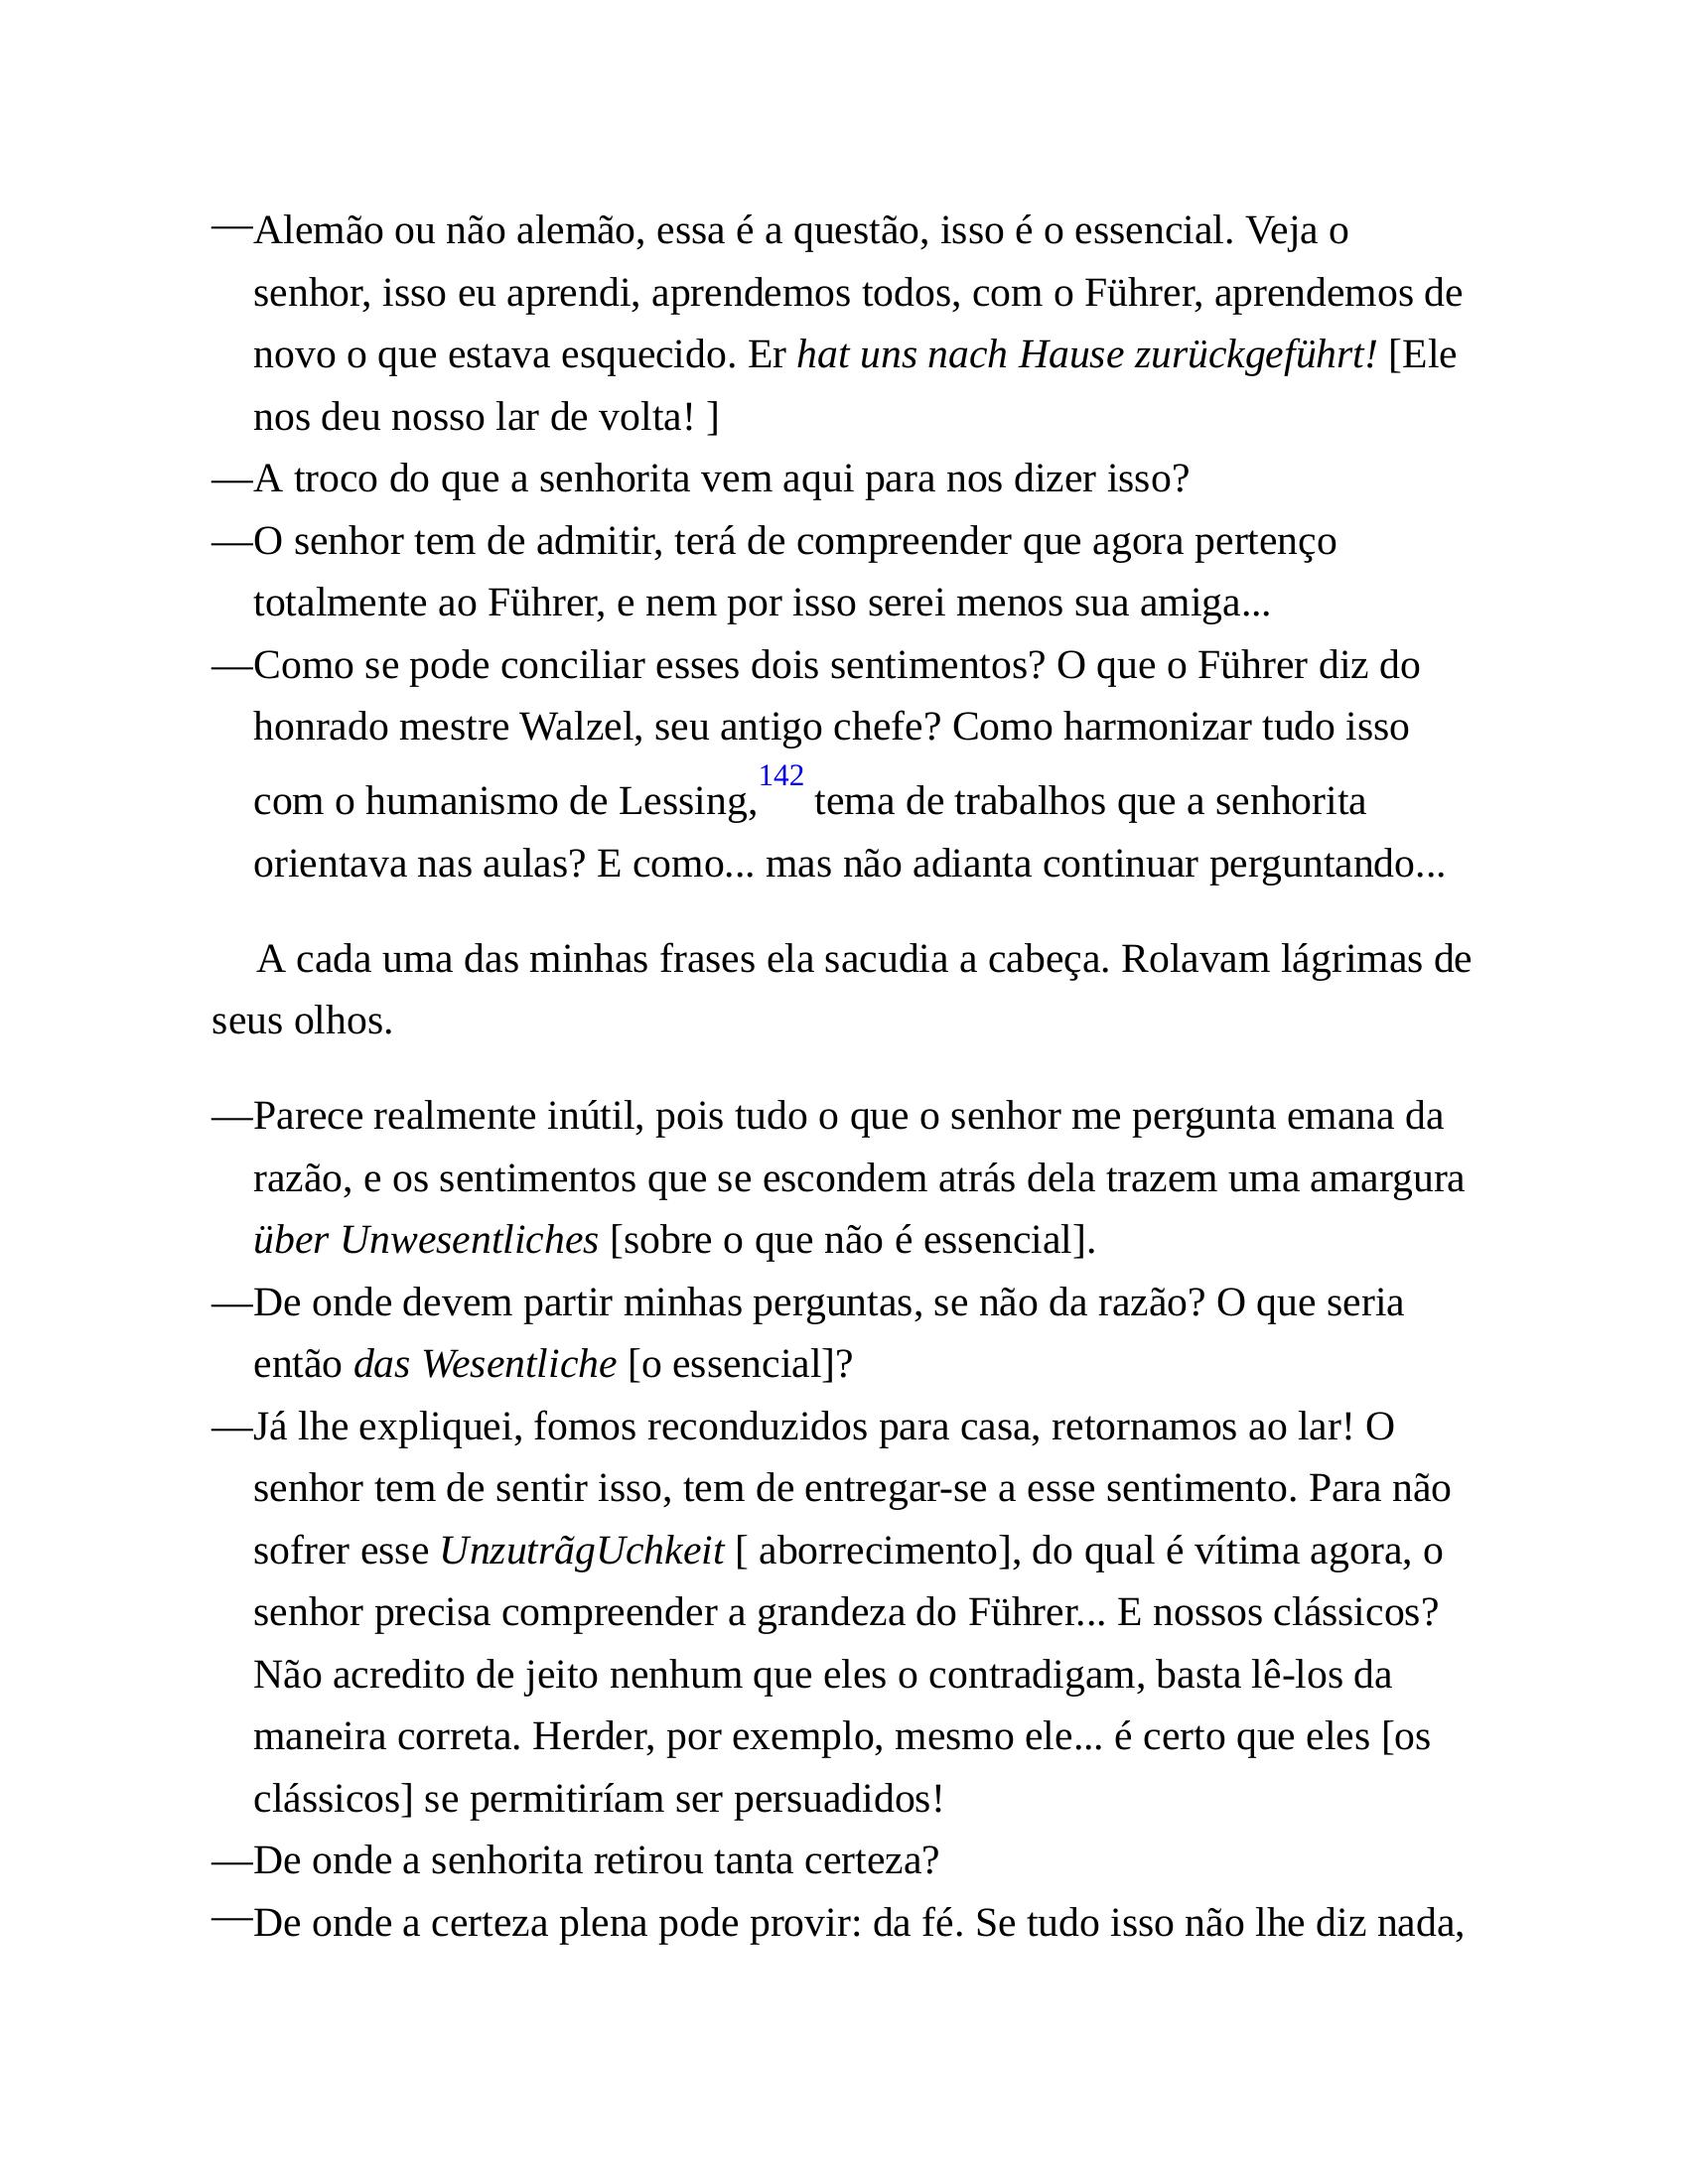 —Alemão ou não alemão, essa é a questão, isso é o essencial. Veja o
senhor, isso eu aprendi, aprendemos todos, com o Führer, aprendemos de
novo o que estava esquecido. Er hat uns nach Hause zurückgeführt! [Ele
nos deu nosso lar de volta! ]
—A troco do que a senhorita vem aqui para nos dizer isso?
—O senhor tem de admitir, terá de compreender que agora pertenço
totalmente ao Führer, e nem por isso serei menos sua amiga...
—Como se pode conciliar esses dois sentimentos? O que o Führer diz do
honrado mestre Walzel, seu antigo chefe? Como harmonizar tudo isso
com o humanismo de Lessing,142 tema de trabalhos que a senhorita
orientava nas aulas? E como... mas não adianta continuar perguntando...
A cada uma das minhas frases ela sacudia a cabeça. Rolavam lágrimas de
seus olhos.
—Parece realmente inútil, pois tudo o que o senhor me pergunta emana da
razão, e os sentimentos que se escondem atrás dela trazem uma amargura
über Unwesentliches [sobre o que não é essencial].
—De onde devem partir minhas perguntas, se não da razão? O que seria
então das Wesentliche [o essencial]?
—Já lhe expliquei, fomos reconduzidos para casa, retornamos ao lar! O
senhor tem de sentir isso, tem de entregar-se a esse sentimento. Para não
sofrer esse UnzutrãgUchkeit [ aborrecimento], do qual é vítima agora, o
senhor precisa compreender a grandeza do Führer... E nossos clássicos?
Não acredito de jeito nenhum que eles o contradigam, basta lê-los da
maneira correta. Herder, por exemplo, mesmo ele... é certo que eles [os
clássicos] se permitiríam ser persuadidos!
—De onde a senhorita retirou tanta certeza?
—De onde a certeza plena pode provir: da fé. Se tudo isso não lhe diz nada,